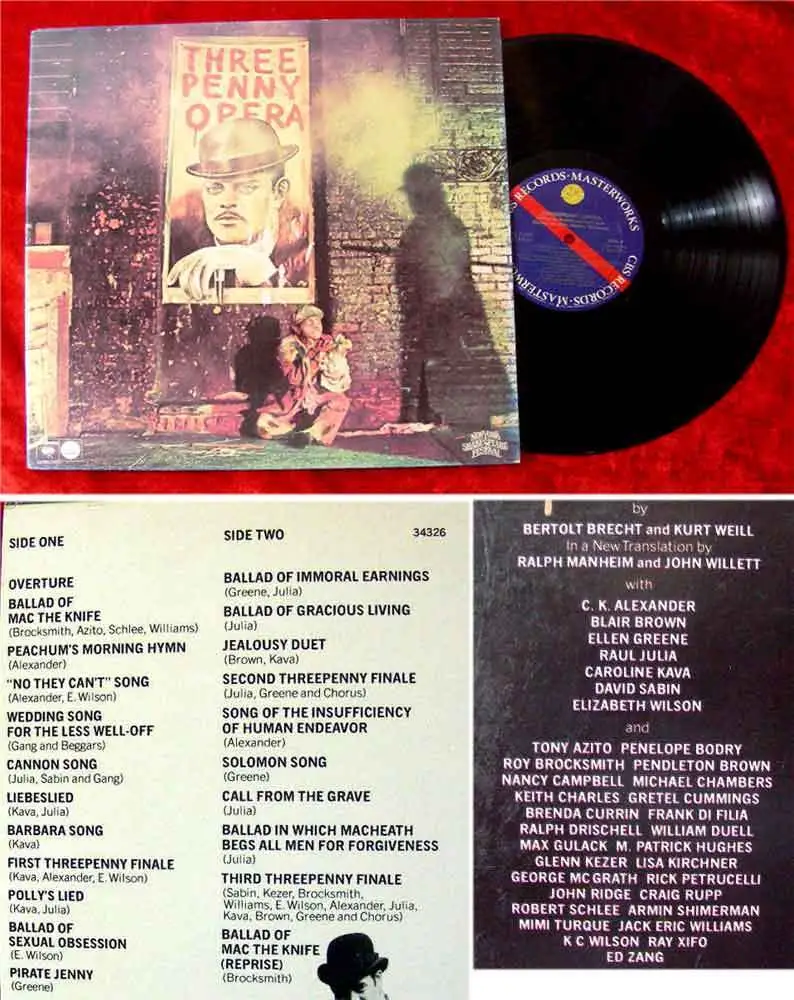 THREE
PENNY
OPERA
NEW YORK
SHAKESPEARE
FESTIVAL
CBS RECORDS · MASTERWORKS
CBS RECORDS · MASTERWORKS
SIDE ONE
OVERTURE
BALLAD OF
MAC THE KNIFE
(Brocksmith, Azito, Schlee, Williams)
PEACHUM'S MORNING HYMN
(Alexander)
"NO THEY CAN'T" SONG
(Alexander, E. Wilson)
WEDDING SONG
FOR THE LESS WELL-OFF
(Gang and Beggars)
CANNON SONG
(Julia, Sabin and Gang)
LIEBESLIED
(Kava, Julia)
BARBARA SONG
(Kava)
FIRST THREEPENNY FINALE
(Kava, Alexander, E. Wilson)
POLLY'S LIED
(Kava, Julia)
BALLAD OF
SEXUAL OBSESSION
(E. Wilson)
PIRATE JENNY
(Greene)
SIDE TWO
34326
BALLAD OF IMMORAL EARNINGS
(Greene, Julia)
BALLAD OF GRACIOUS LIVING
(Julia)
JEALOUSY DUET
(Brown, Kava)
SECOND THREEPENNY FINALE
(Julia, Greene and Chorus)
SONG OF THE INSUFFICIENCY
OF HUMAN ENDEAVOR
(Alexander)
SOLOMON SONG
(Greene)
CALL FROM THE GRAVE
(Julia)
BALLAD IN WHICH MACHEATH
BEGS ALL MEN FOR FORGIVENESS
(Julia)
THIRD THREEPENNY FINALE
(Sabin, Kezer, Brocksmith,
Williams, E. Wilson, Alexander, Julia,
Kava, Brown, Greene and Chorus)
BALLAD OF
MAC THE KNIFE
(REPRISE)
(Brocksmith)
by
BERTOLT BRECHT and KURT WEILL
In a New Translation by
RALPH MANHEIM and JOHN WILLETT
with
C. K. ALEXANDER
BLAIR BROWN
ELLEN GREENE
RAUL JULIA
CAROLINE KAVA
DAVID SABIN
ELIZABETH WILSON
and
TONY AZITO PENELOPE BODRY
ROY BROCKSMITH PENDLETON BROWN
NANCY CAMPBELL MICHAEL CHAMBERS
KEITH CHARLES GRETEL CUMMINGS
BRENDA CURRIN FRANK DI FILIA
RALPH DRISCHELL WILLIAM DUELL
MAX GULACK M. PATRICK HUGHES
GLENN KEZER LISA KIRCHNER
GEORGE MC GRATH RICK PETRUCELLI
JOHN RIDGE CRAIG RUPP
ROBERT SCHLEE ARMIN SHIMERMAN
MIMI TURQUE JACK ERIC WILLIAMS
K C WILSON RAY XIFO
ED ZANG